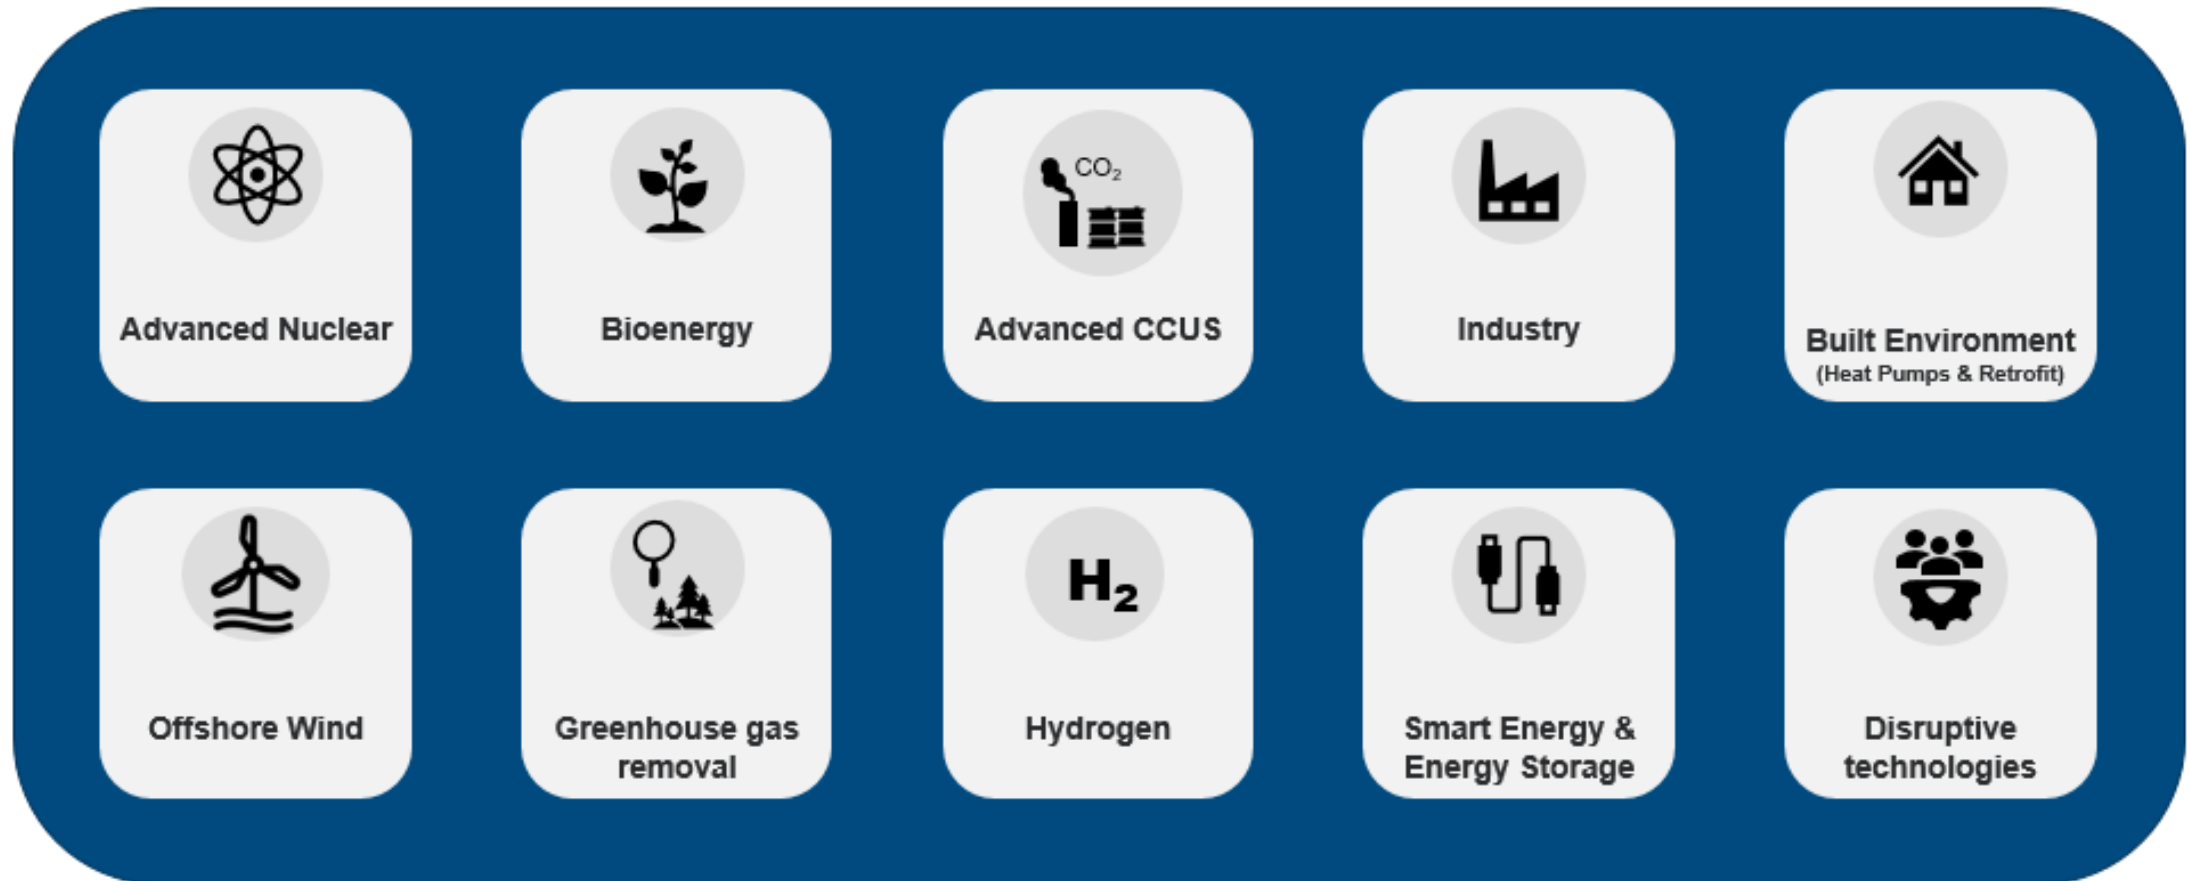 Advanced Nuclear
Bioenergy
CO₂
Advanced CCUS
Industry
Built Environment
(Heat Pumps & Retrofit)
Offshore Wind
Greenhouse gas
removal
H₂
Hydrogen
Smart Energy &
Energy Storage
Disruptive
technologies